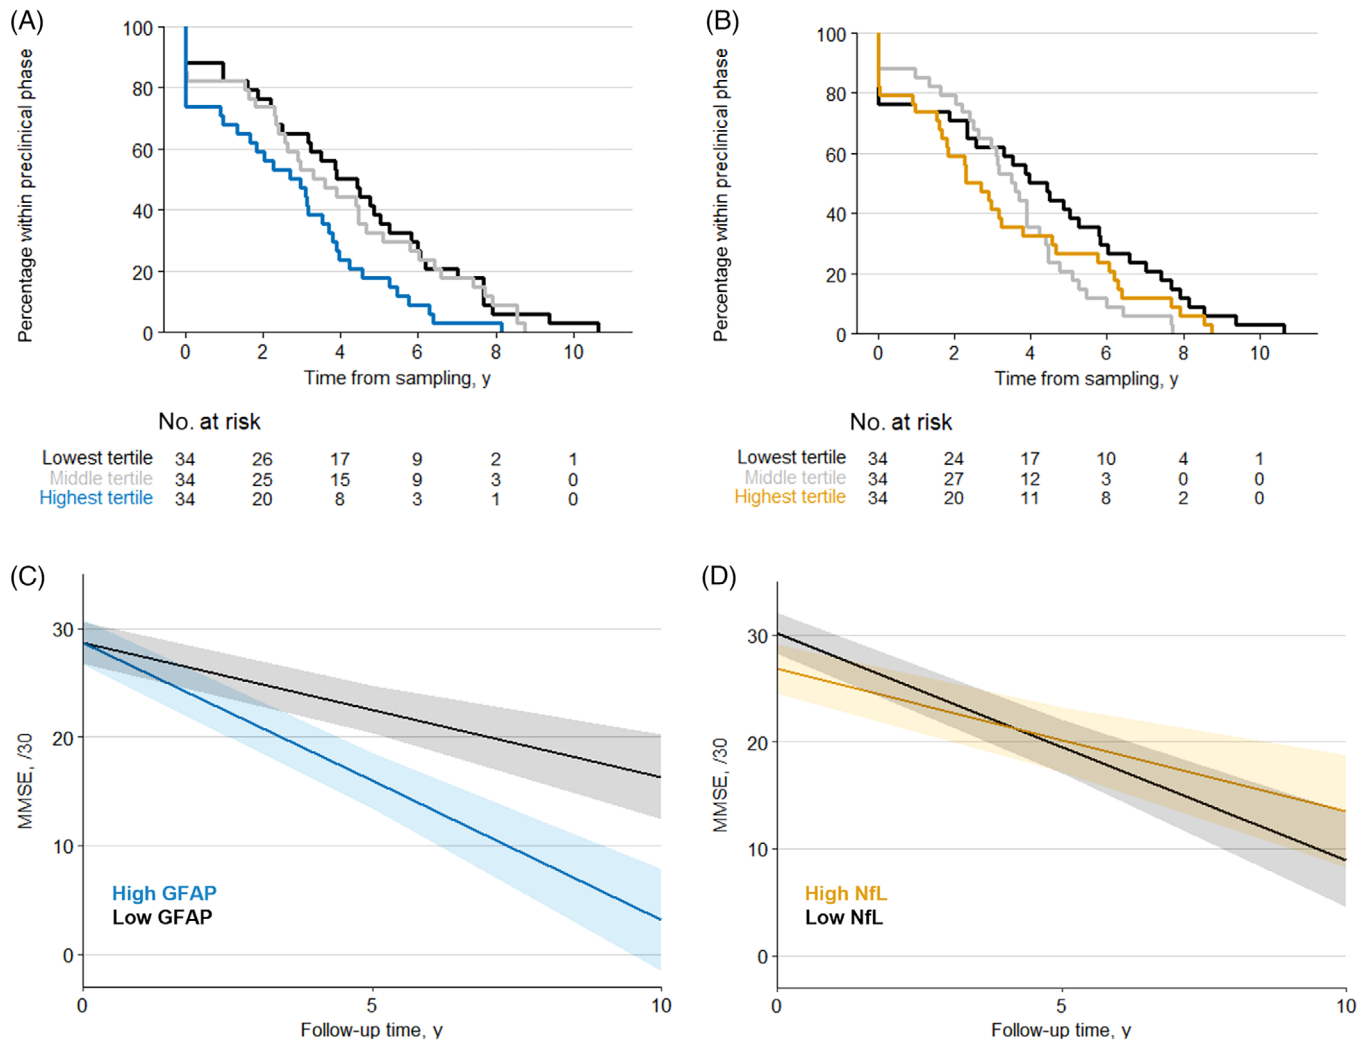 (A)
Percentage within preclinical phase
100
80
60
40
20
0
0 2 4 6 8 10
Time from sampling, y
No. at risk
Lowest tertile 34 26 17 9 2 1
Middle tertile 34 25 15 9 3 0
Highest tertile 34 20 8 3 1 0
(B)
Percentage within preclinical phase
100
80
60
40
20
0
0 2 4 6 8 10
Time from sampling, y
No. at risk
Lowest tertile 34 24 17 10 4 1
Middle tertile 34 27 12 3 0 0
Highest tertile 34 20 11 8 2 0
(C)
MMSE, /30
30
20
10
0
High GFAP
Low GFAP
0 5 10
Follow-up time, y
(D)
MMSE, /30
30
20
10
0
High NfL
Low NfL
0 5 10
Follow-up time, y